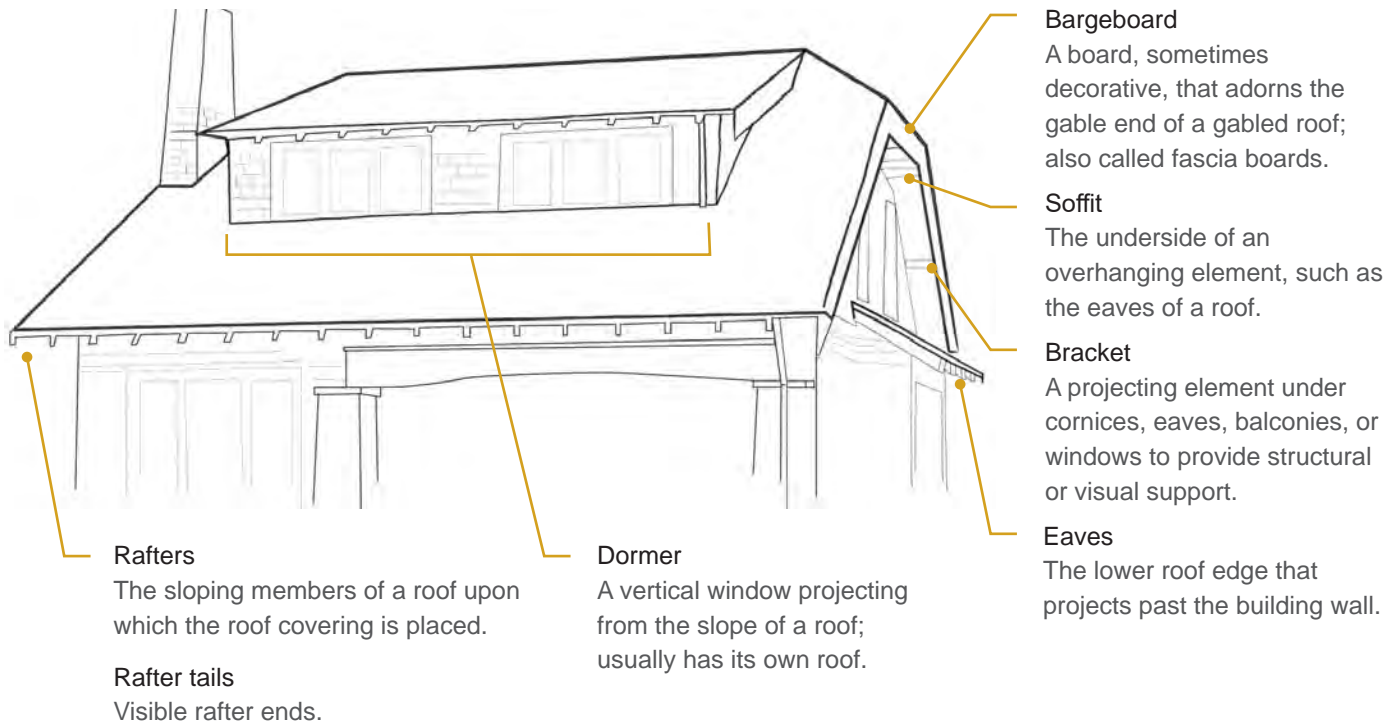 Bargeboard
A board, sometimes
decorative, that adorns the
gable end of a gabled roof;
also called fascia boards.
Soffit
The underside of an
overhanging element, such as
the eaves of a roof.
Bracket
A projecting element under
cornices, eaves, balconies, or
windows to provide structural
or visual support.
Eaves
The lower roof edge that
projects past the building wall.
Rafters
The sloping members of a roof upon
which the roof covering is placed.
Rafter tails
Visible rafter ends.
Dormer
A vertical window projecting
from the slope of a roof;
usually has its own roof.